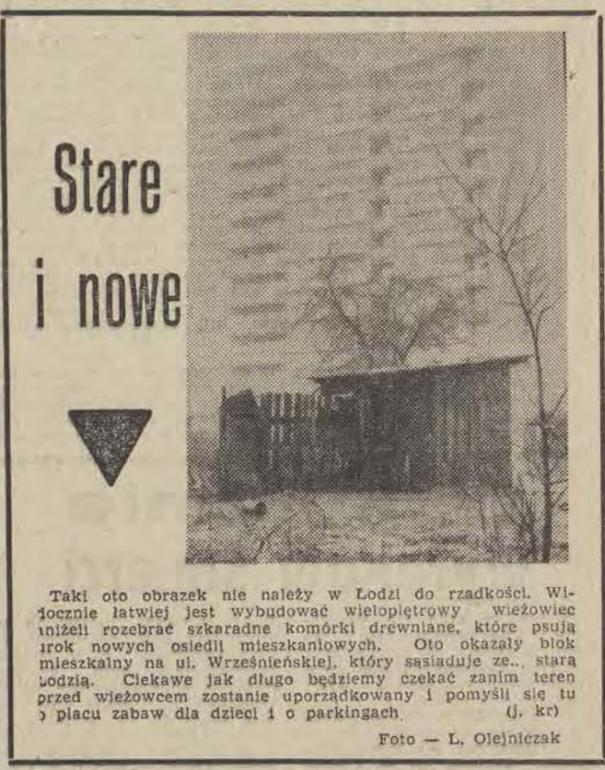 Stare
i nowe
Taki oto obrazek nie należy w Łodzi do rzadkości. Wi-
docznie łatwiej jest wybudować wielopiętrowy wieżowiec
aniżeli rozebrać szkaradne komórki drewniane, które psują
urok nowych osiedli mieszkaniowych. Oto okazały blok
mieszkalny na ul. Wrześnieńskiej, który sąsiaduje ze... starą
Łodzią. Ciekawe jak długo będziemy czekać zanim teren
przed wieżowcem zostanie uporządkowany i pomyśli się tu
o placu zabaw dla dzieci i o parkingach. (j. kr)
Foto — L. Olejniczak